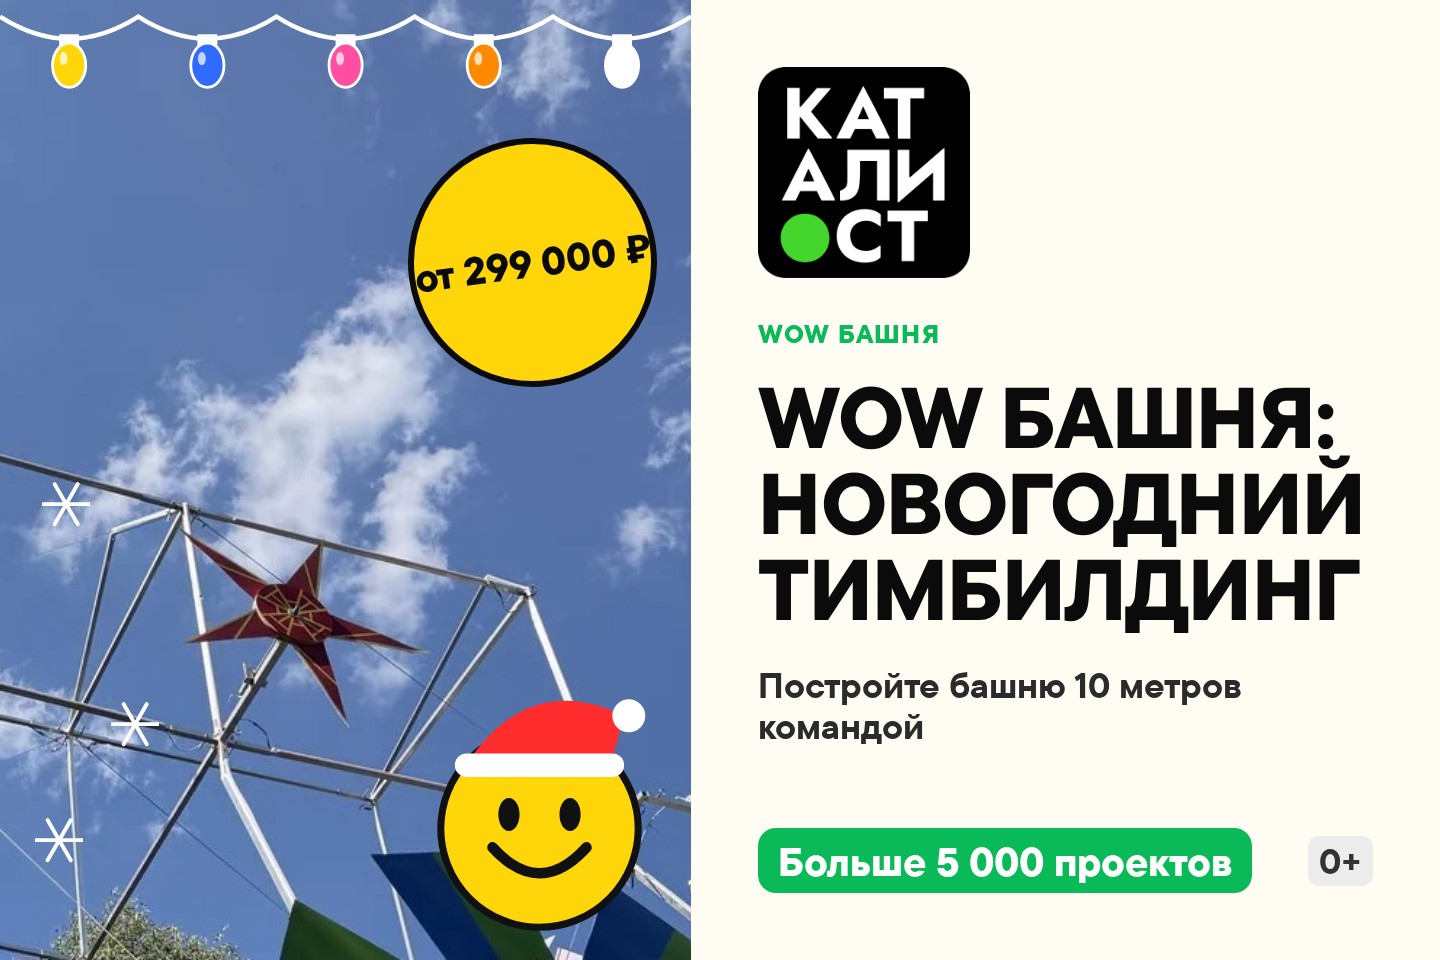 от 299 000 ₽
КАТ
АЛИ
СТ
WOW БАШНЯ
WOW БАШНЯ:
НОВОГОДНИЙ
ТИМБИЛДИНГ
Постройте башню 10 метров
командой
Больше 5 000 проектов
0+